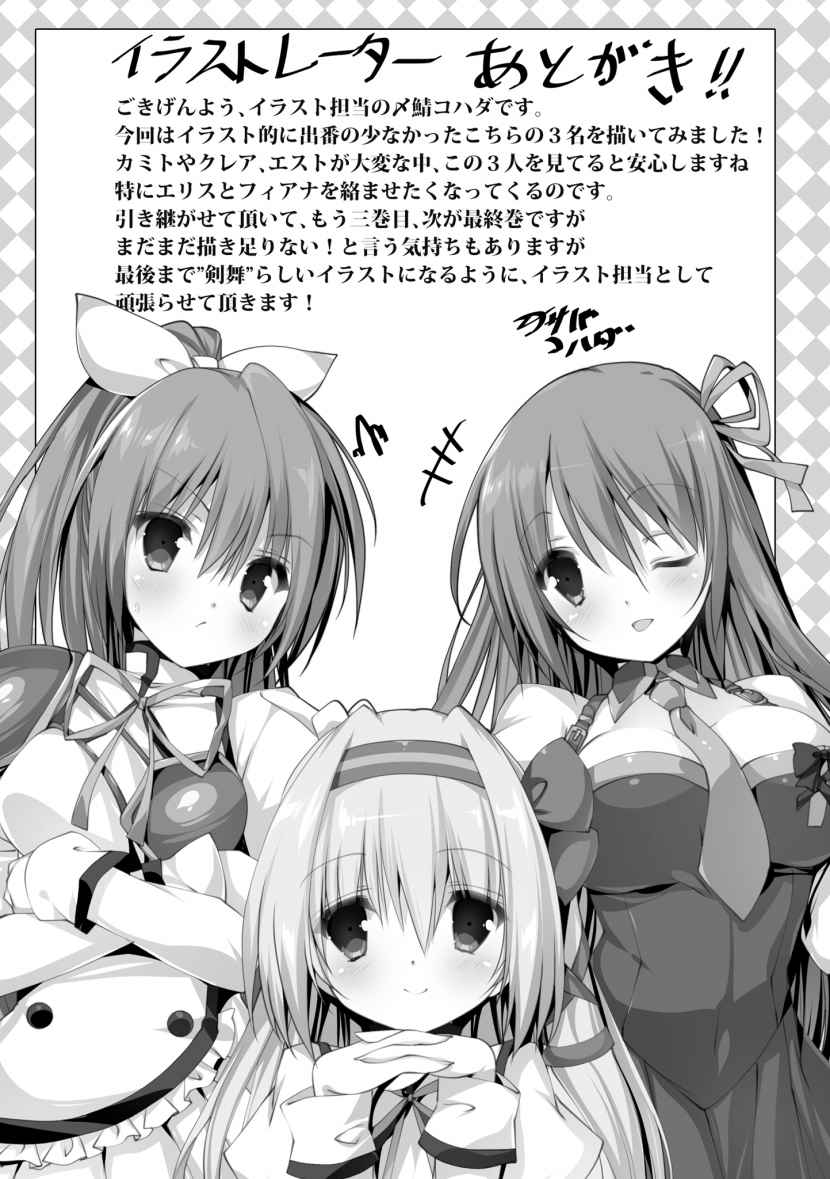 イラストレーター あとがき!!
ごきげんよう、イラスト担当の〆鯖コハダです。
今回はイラスト的に出番の少なかったこちらの3名を描いてみました!
カミトやクレア、エストが大変な中、この3人を見てると安心しますね
特にエリスとフィアナを絡ませたくなってくるのです。
引き継がせて頂いて、もう三巻目、次が最終巻ですが
まだまだ描き足りない!と言う気持ちもありますが
最後まで”剣舞”らしいイラストになるように、イラスト担当として
頑張らせて頂きます!
コハダ